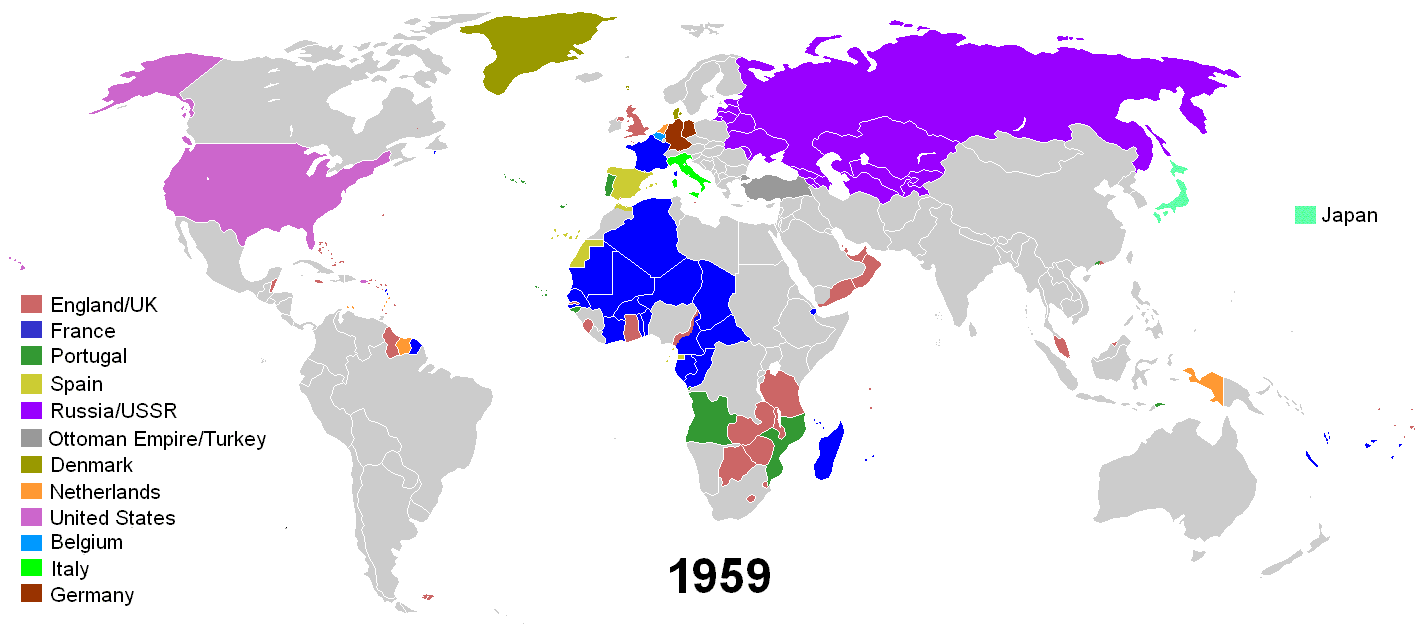 Japan
England/UK
France
Portugal
Spain
Russia/USSR
Ottoman Empire/Turkey
Denmark
Netherlands
United States
Belgium
Italy
Germany
1959